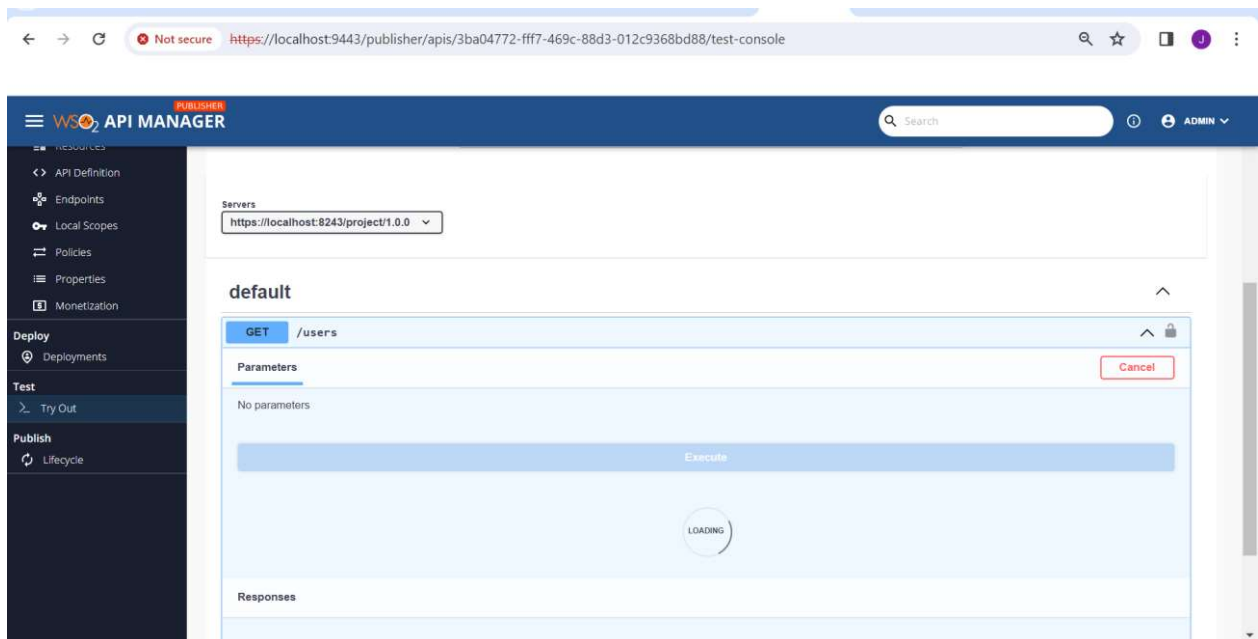 Not secure https://localhost:9443/publisher/apis/3ba04772-fff7-469c-88d3-012c9368bd88/test-console
J
PUBLISHER
WSO2 API MANAGER
Search
ADMIN
Resources
API Definition
Endpoints
Local Scopes
Policies
Properties
Monetization
Deploy
Deployments
Test
Try Out
Publish
Lifecycle
Servers
https://localhost:8243/project/1.0.0
default
GET /users
Parameters
Cancel
No parameters
Execute
LOADING
Responses